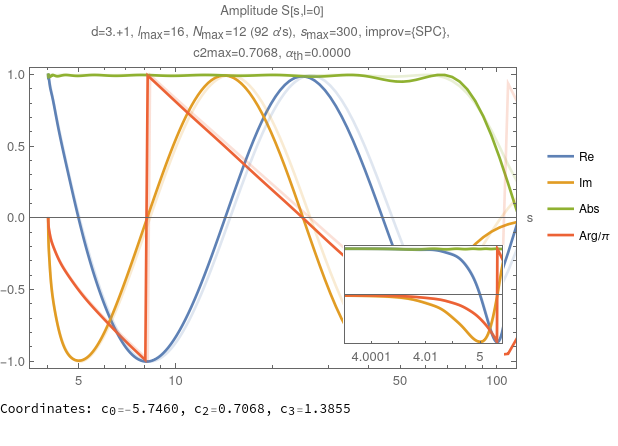 Amplitude S[s,l=0]
d=3.+1, lmax=16, Nmax=12 (92 α's), smax=300, improv={SPC},
c2max=0.7068, αth=0.0000
1.0
0.5
0.0
−0.5
−1.0
5
10
50
100
s
4.0001
4.01
5
Re
Im
Abs
Arg/π
Coordinates: c0=-5.7460, c2=0.7068, c3=1.3855